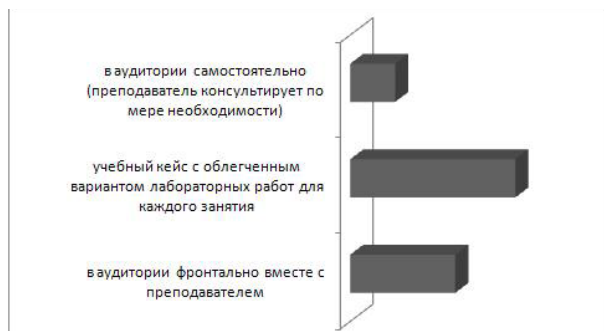 в аудитории самостоятельно
(преподаватель консультирует по
мере необходимости)
учебный кейс с облегченным
вариантом лабораторных работ для
каждого занятия
в аудитории фронтально вместе с
преподавателем